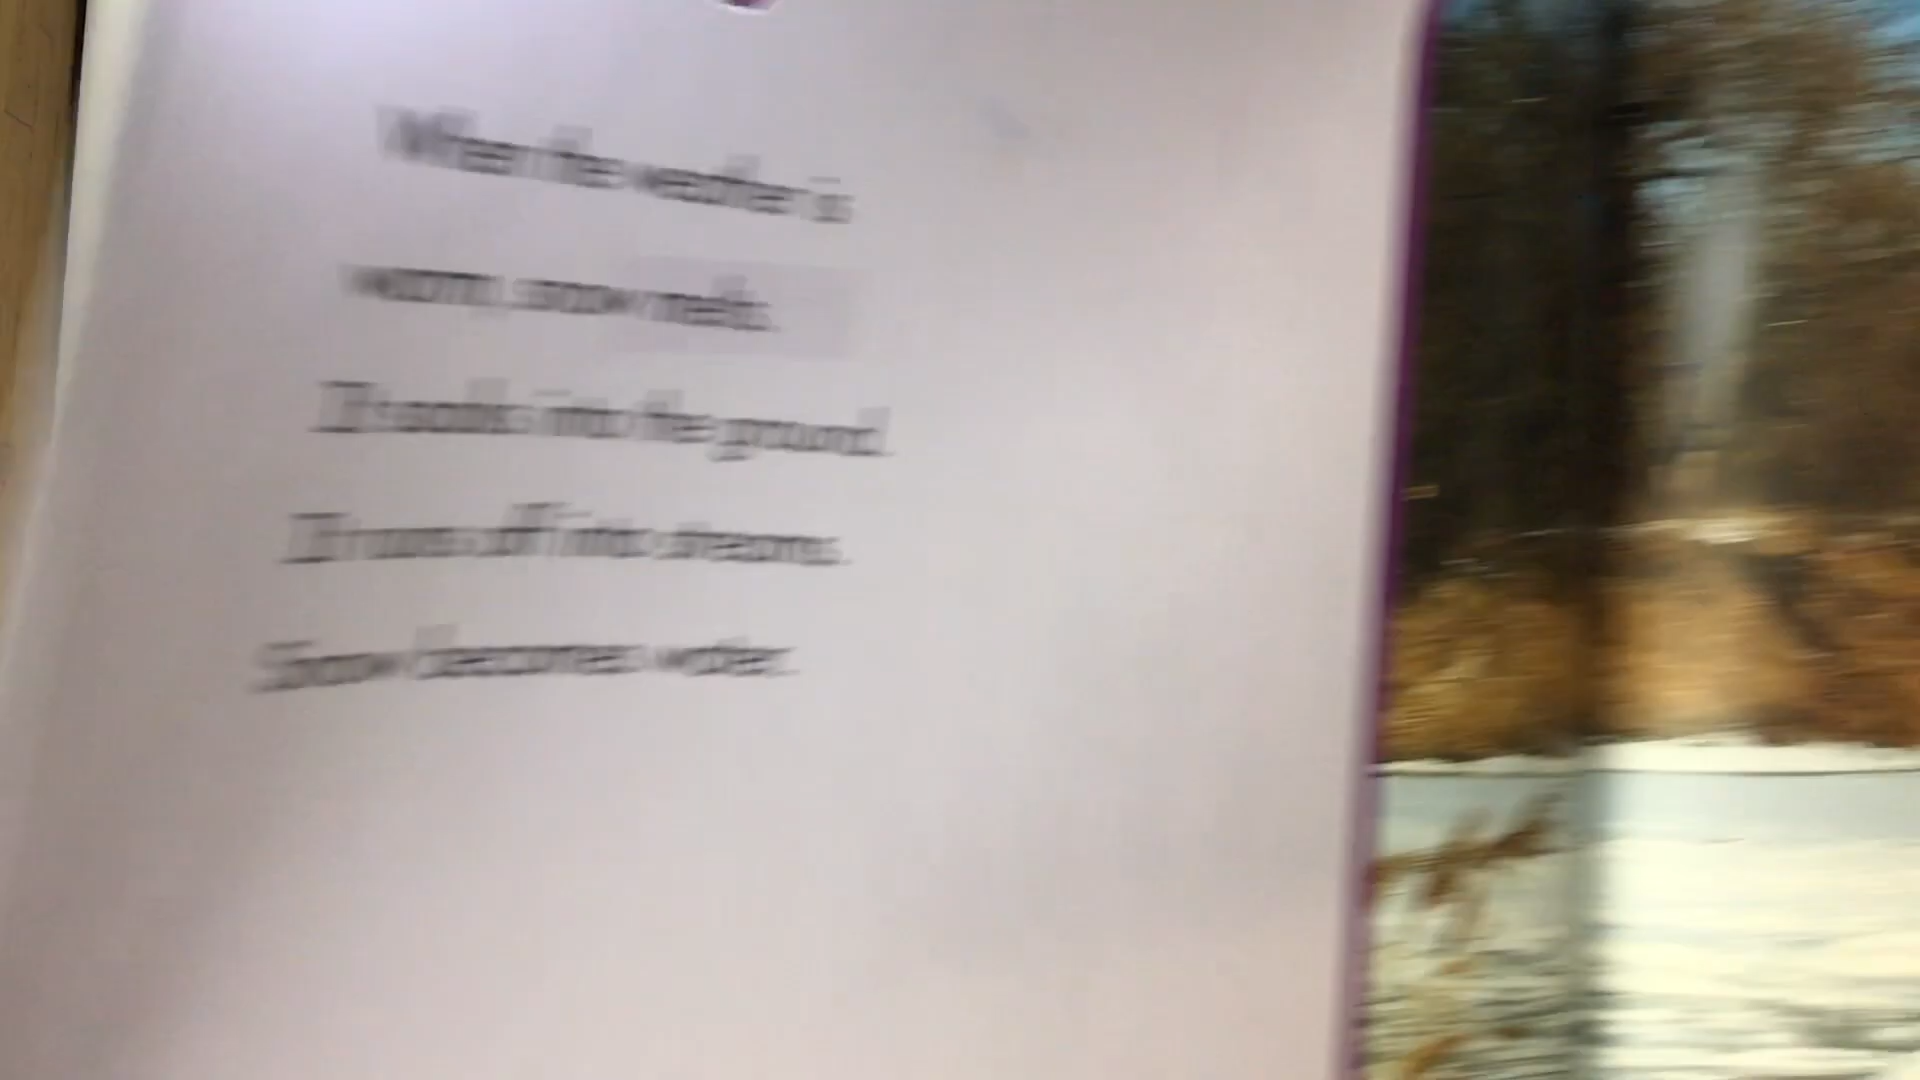 When the weather is
warm, snow melts.
It soaks into the ground.
It runs off into streams.
Snow becomes water.